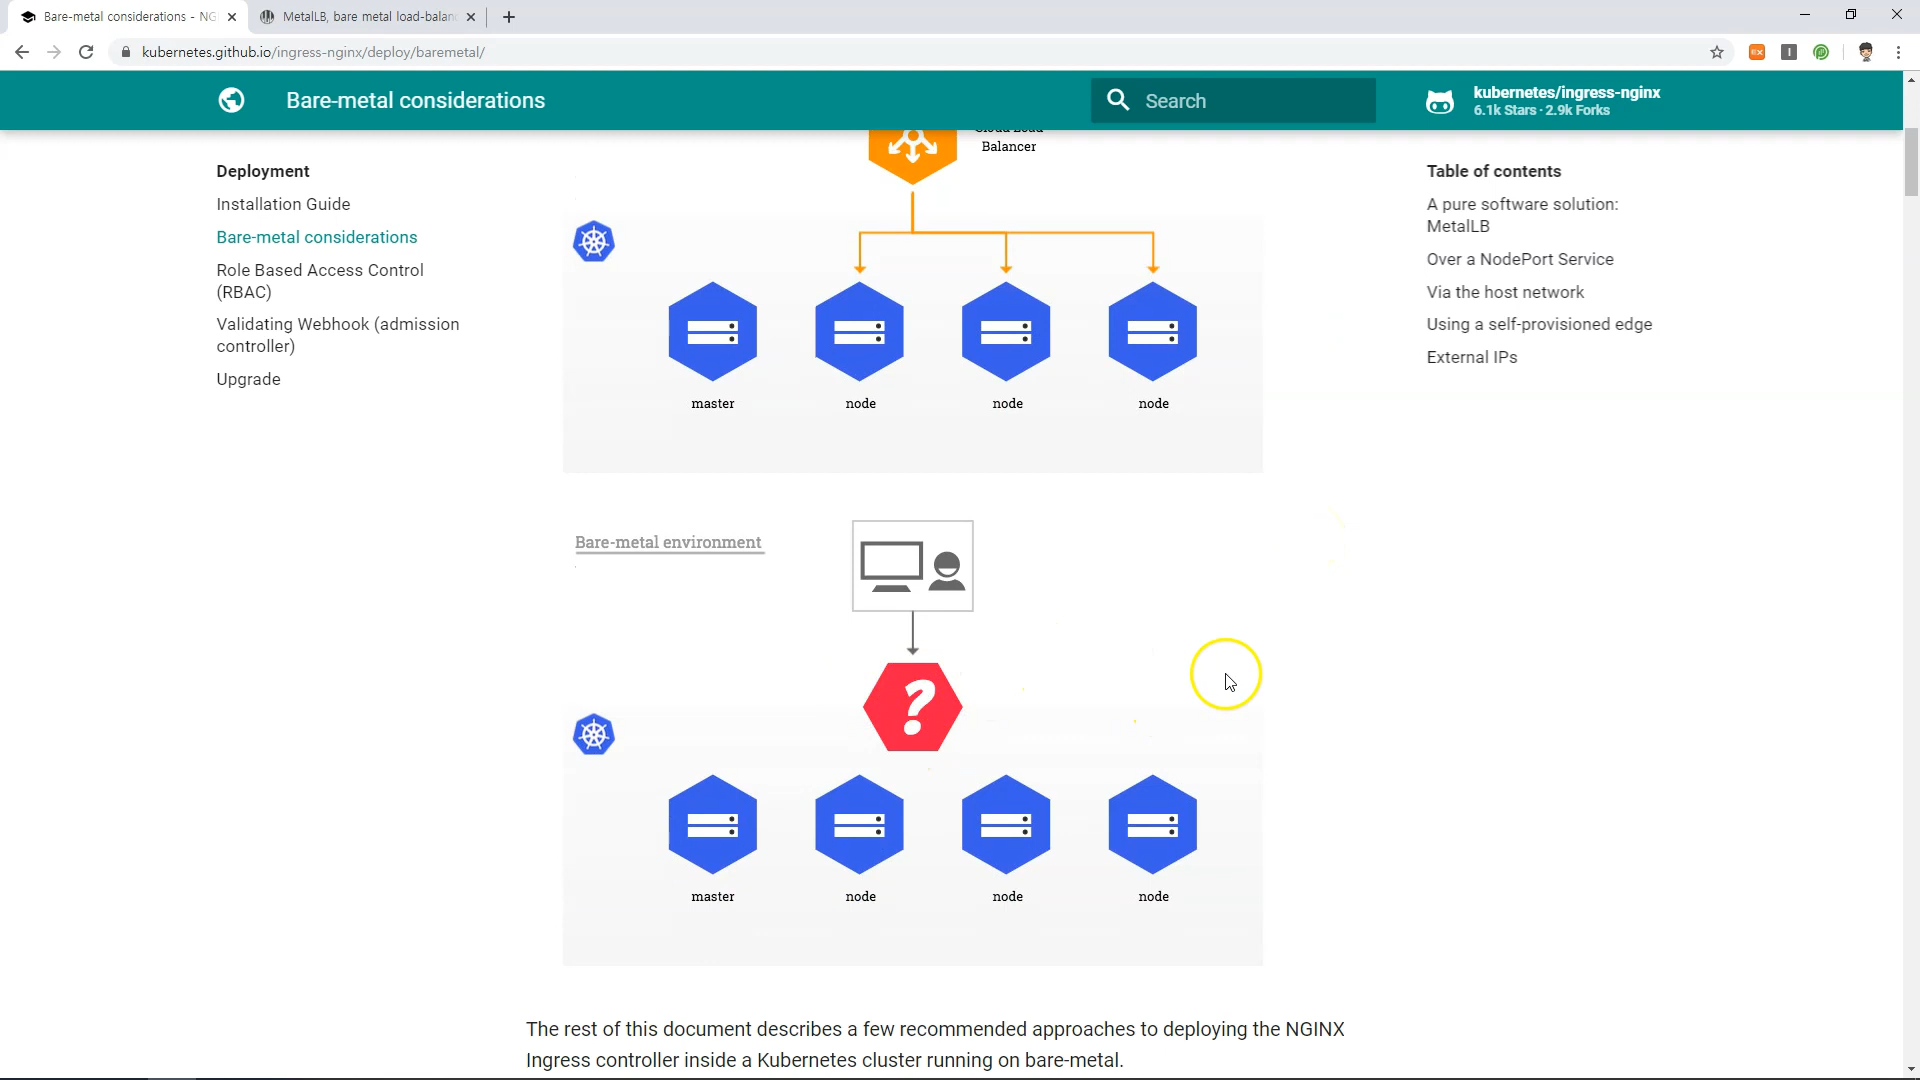 Bare-metal considerations - NG
MetalLB, bare metal load-balan
kubernetes.github.io/ingress-nginx/deploy/baremetal/
Bare-metal considerations
Search
kubernetes/ingress-nginx
6.1k Stars · 2.9k Forks
Deployment
Installation Guide
Bare-metal considerations
Role Based Access Control
(RBAC)
Validating Webhook (admission
controller)
Upgrade
Cloud Load
Balancer
master
node
node
node
Bare-metal environment
?
master
node
node
node
The rest of this document describes a few recommended approaches to deploying the NGINX
Ingress controller inside a Kubernetes cluster running on bare-metal.
Table of contents
A pure software solution:
MetalLB
Over a NodePort Service
Via the host network
Using a self-provisioned edge
External IPs